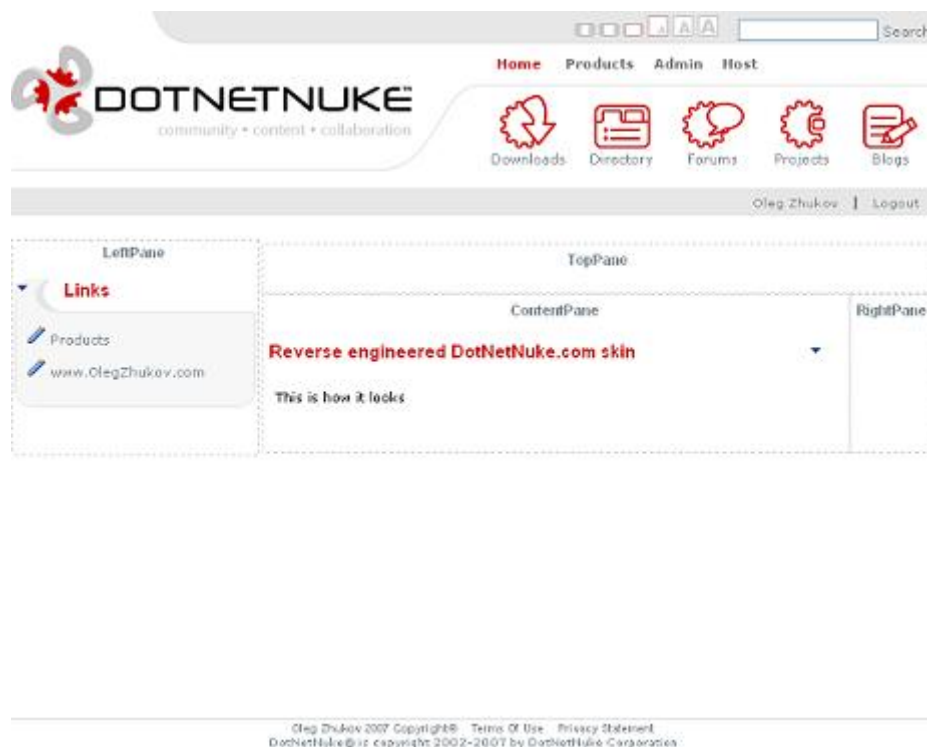 A A A Search
Home Products Admin Host
DOTNETNUKE™
community • content • collaboration
Downloads Directory Forums Projects Blogs
Oleg Zhukov | Logout
LeftPane
TopPane
Links
ContentPane
RightPane
Products
Reverse engineered DotNetNuke.com skin
www.OlegZhukov.com
This is how it looks
Oleg Zhukov 2007 Copyright® Terms Of Use Privacy Statement
DotNetNuke® is copyright 2002-2007 by DotNetNuke Corporation